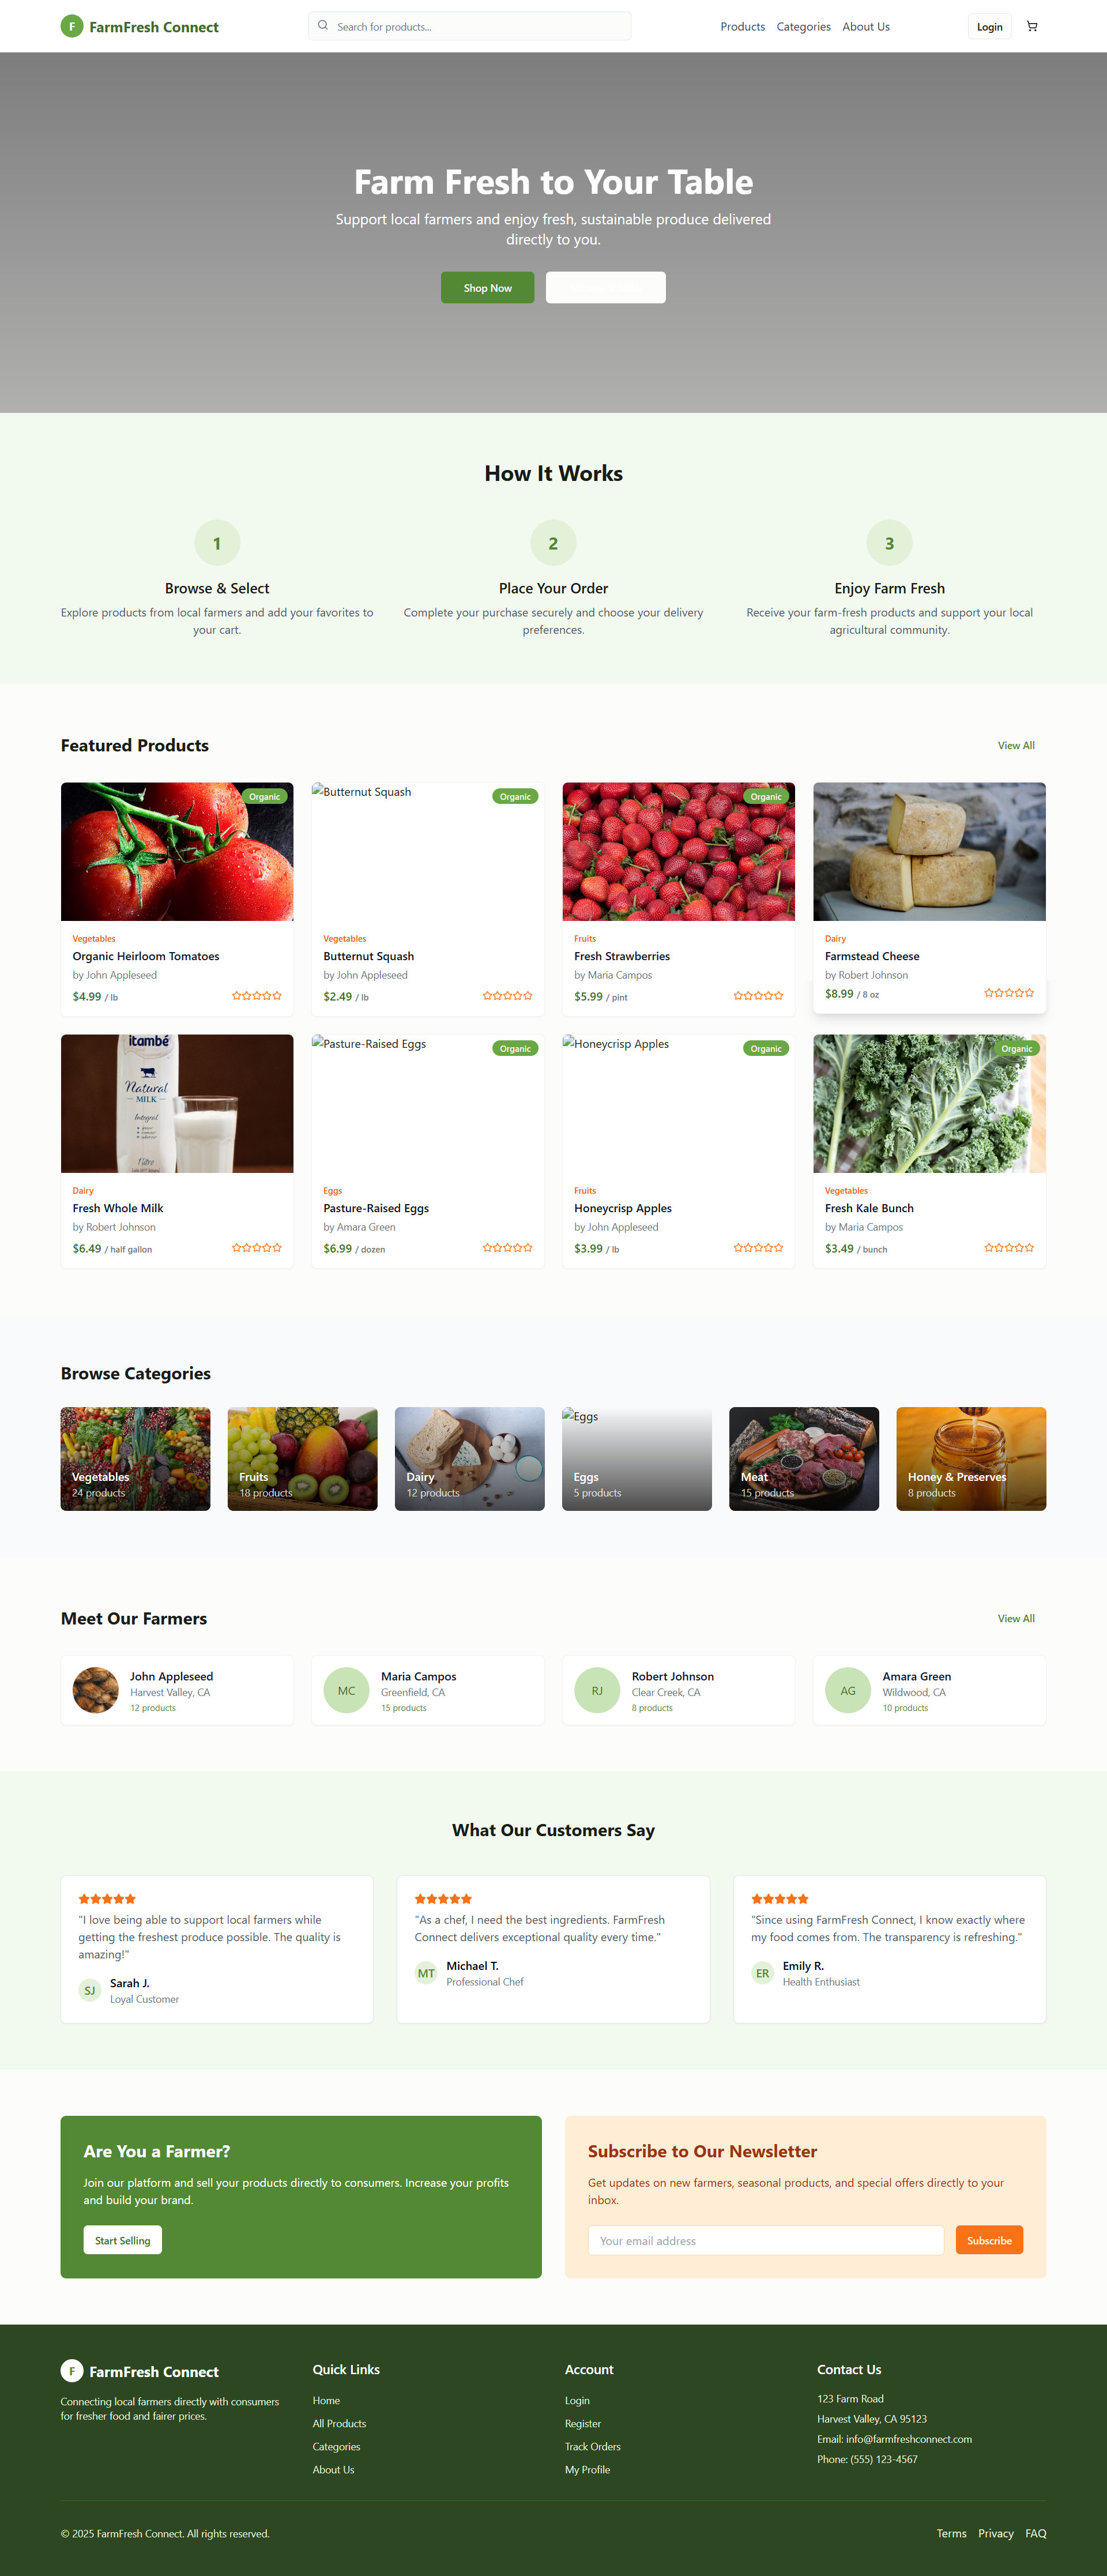 F FarmFresh Connect
Search for products...
Products Categories About Us
Login
Farm Fresh to Your Table
Support local farmers and enjoy fresh, sustainable produce delivered
directly to you.
Shop Now
How It Works
1
Browse & Select
Explore products from local farmers and add your favorites to
your cart.
2
Place Your Order
Complete your purchase securely and choose your delivery
preferences.
3
Enjoy Farm Fresh
Receive your farm-fresh products and support your local
agricultural community.
Featured Products
View All
Organic
Vegetables
Organic Heirloom Tomatoes
by John Appleseed
$4.99 / lb
Butternut Squash
Organic
Vegetables
Butternut Squash
by John Appleseed
$2.49 / lb
Organic
Fruits
Fresh Strawberries
by Maria Campos
$5.99 / pint
Dairy
Farmstead Cheese
by Robert Johnson
$8.99 / 8 oz
itambé
Natural
MILK
Integral
Dairy
Fresh Whole Milk
by Robert Johnson
$6.49 / half gallon
Pasture-Raised Eggs
Organic
Eggs
Pasture-Raised Eggs
by Amara Green
$6.99 / dozen
Honeycrisp Apples
Organic
Fruits
Honeycrisp Apples
by John Appleseed
$3.99 / lb
Organic
Vegetables
Fresh Kale Bunch
by Maria Campos
$3.49 / bunch
Browse Categories
Vegetables
24 products
Fruits
18 products
Dairy
12 products
Eggs
Eggs
5 products
Meat
15 products
Honey & Preserves
8 products
Meet Our Farmers
View All
John Appleseed
Harvest Valley, CA
12 products
MC
Maria Campos
Greenfield, CA
15 products
RJ
Robert Johnson
Clear Creek, CA
8 products
AG
Amara Green
Wildwood, CA
10 products
What Our Customers Say
"I love being able to support local farmers while
getting the freshest produce possible. The quality is
amazing!"
SJ
Sarah J.
Loyal Customer
"As a chef, I need the best ingredients. FarmFresh
Connect delivers exceptional quality every time."
MT
Michael T.
Professional Chef
"Since using FarmFresh Connect, I know exactly where
my food comes from. The transparency is refreshing."
ER
Emily R.
Health Enthusiast
Are You a Farmer?
Join our platform and sell your products directly to consumers. Increase your profits
and build your brand.
Start Selling
Subscribe to Our Newsletter
Get updates on new farmers, seasonal products, and special offers directly to your
inbox.
Your email address
Subscribe
F FarmFresh Connect
Connecting local farmers directly with consumers
for fresher food and fairer prices.
Quick Links
Home
All Products
Categories
About Us
Account
Login
Register
Track Orders
My Profile
Contact Us
123 Farm Road
Harvest Valley, CA 95123
Email: info@farmfreshconnect.com
Phone: (555) 123-4567
© 2025 FarmFresh Connect. All rights reserved.
Terms Privacy FAQ